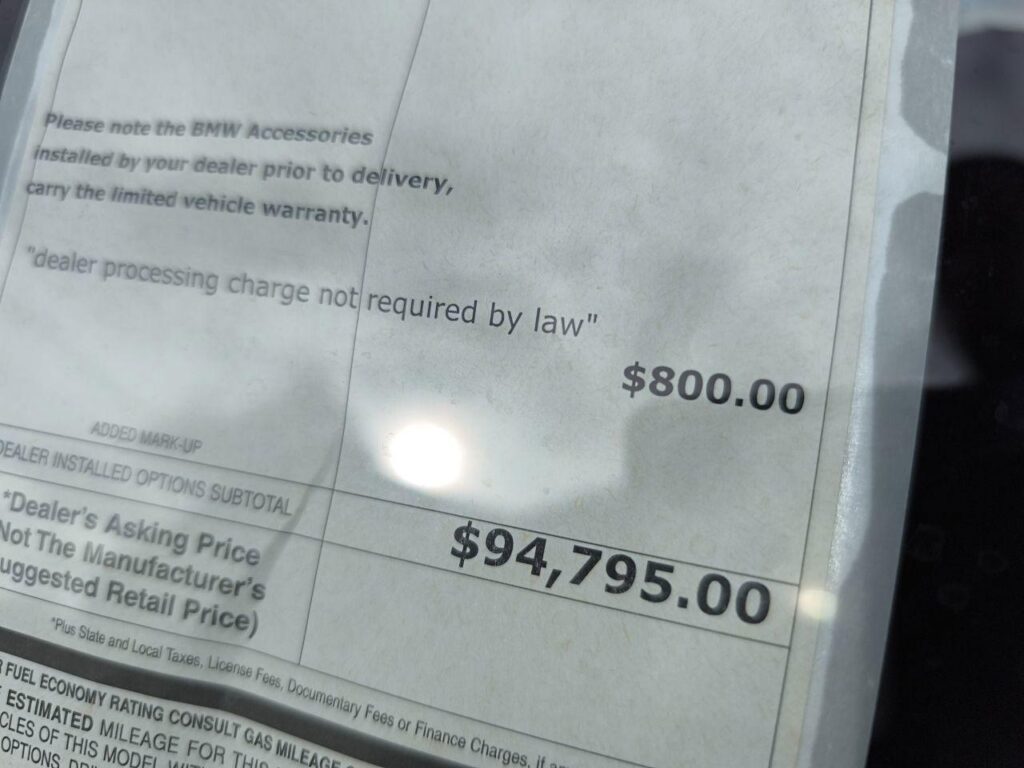 Please note the BMW Accessories
installed by your dealer prior to delivery,
carry the limited vehicle warranty.
"dealer processing charge not required by law"
$800.00
ADDED MARK-UP
DEALER INSTALLED OPTIONS SUBTOTAL
*Dealer's Asking Price
Not The Manufacturer's
uggested Retail Price)
$94,795.00
*Plus State and Local Taxes, License Fees, Documentary Fees or Finance Charges, if
FUEL ECONOMY RATING CONSULT GAS MILEAGE
ESTIMATED MILEAGE FOR THIS
CLES OF THIS MODEL
OPTIONS,